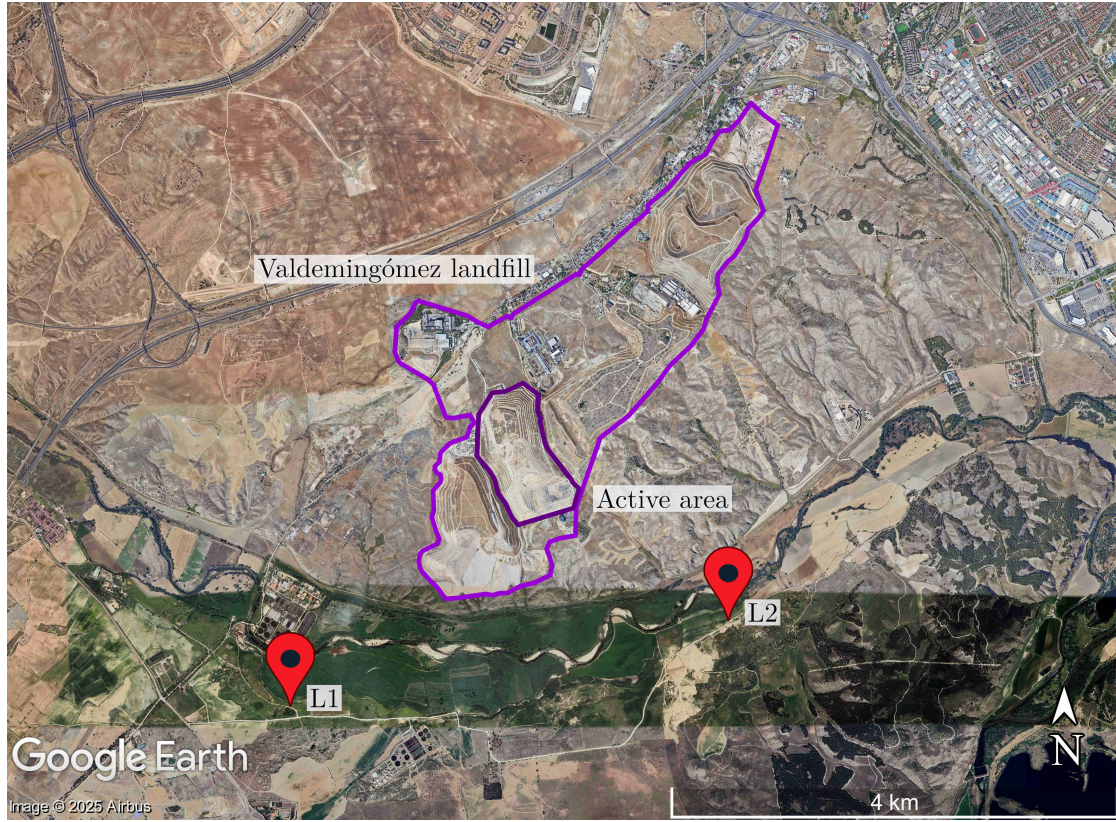 Valdemingómez landfill
Active area
L2
L1
Google Earth
N
4 km
Image © 2025 Airbus